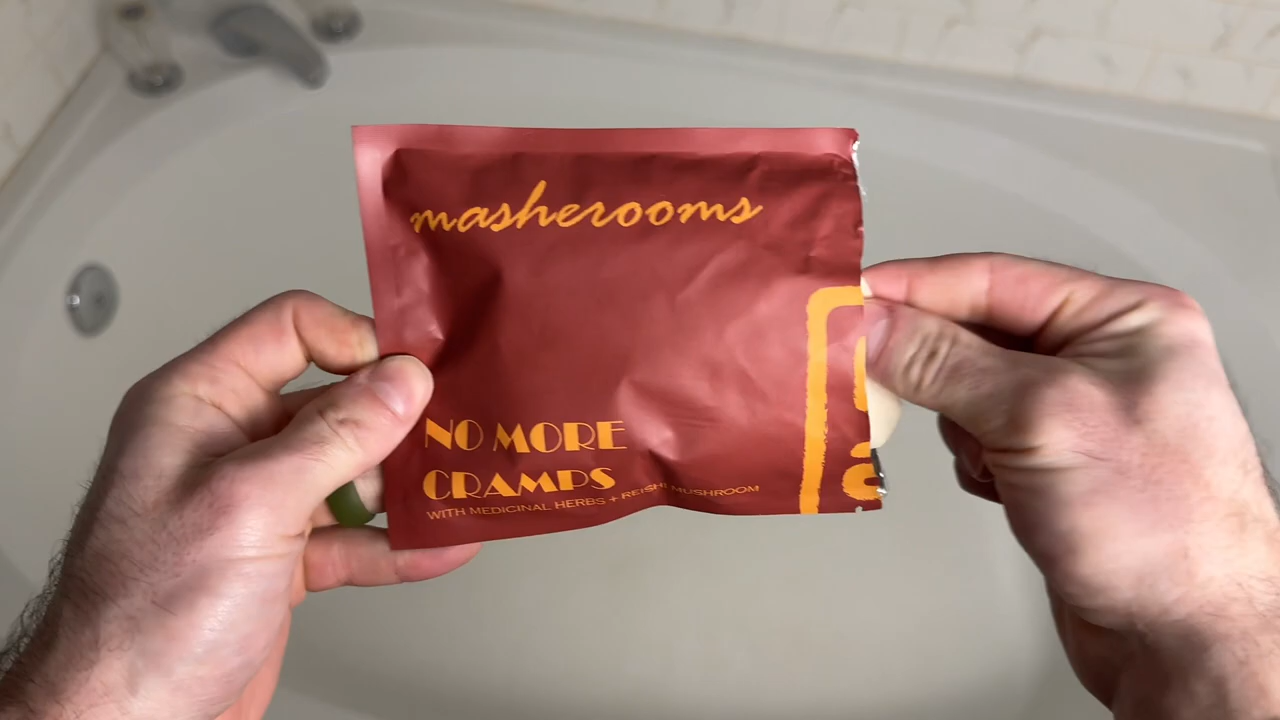 masherooms
NO MORE
CRAMPS
WITH MEDICINAL HERBS + REISHI MUSHROOM